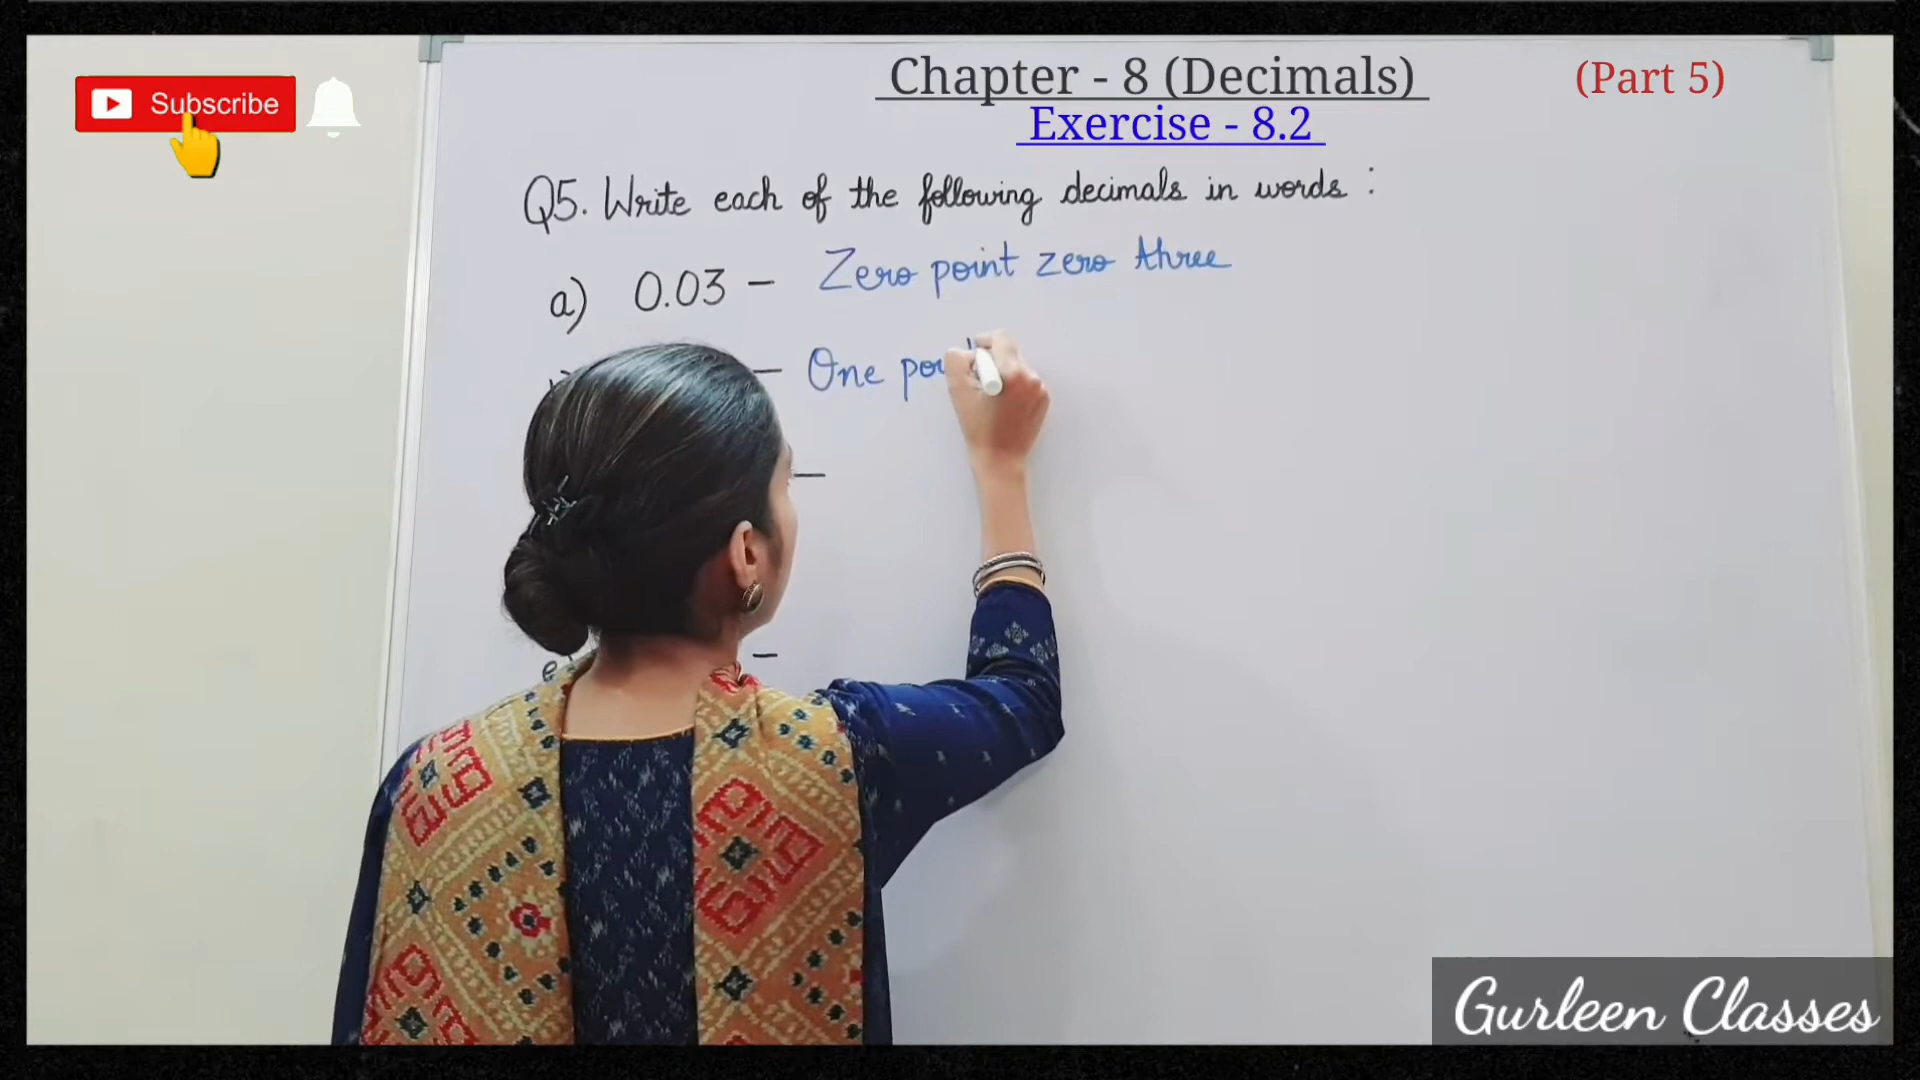 Subscribe
Chapter - 8 (Decimals) (Part 5)
Exercise - 8.2
Q5. Write each of the following decimals in words :
a) 0.03 - Zero point zero three
- One
-
e -
Gurleen Classes